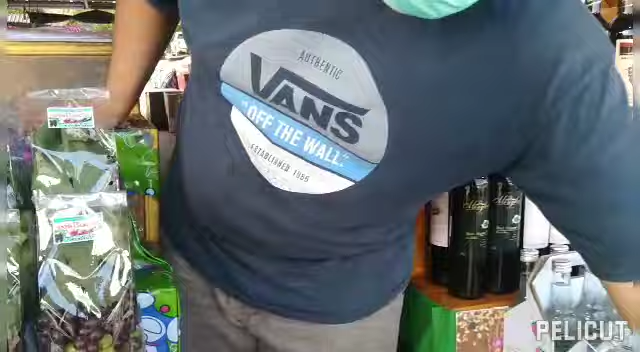 AUTHENTIC
VANS
"OFF THE WALL"
ESTABLISHED 1966
PELICUT